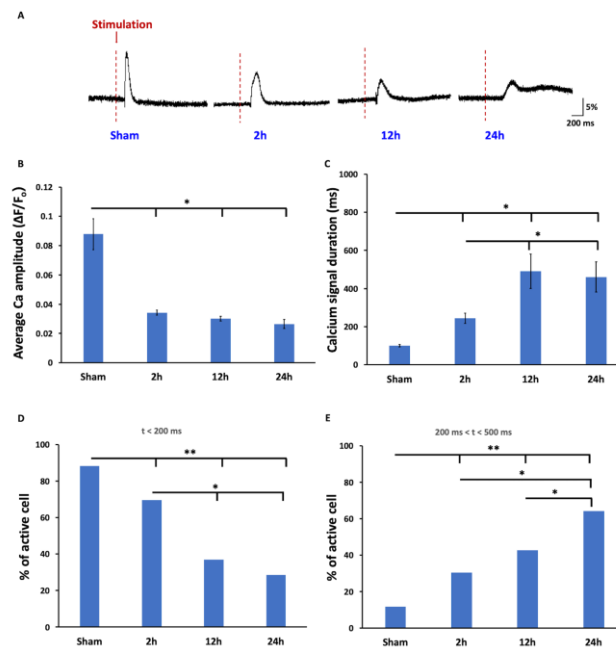 A
Stimulation
5%
200 ms
Sham
2h
12h
24h
B
Average Ca amplitude (ΔF/F₀)
0.12
0.1
0.08
0.06
0.04
0.02
0
*
Sham
2h
12h
24h
C
Calcium signal duration (ms)
1000
800
600
400
200
0
*
*
Sham
2h
12h
24h
D
t < 200 ms
% of active cell
100
80
60
40
20
0
**
*
Sham
2h
12h
24h
E
200 ms < t < 500 ms
% of active cell
100
80
60
40
20
0
**
*
*
Sham
2h
12h
24h